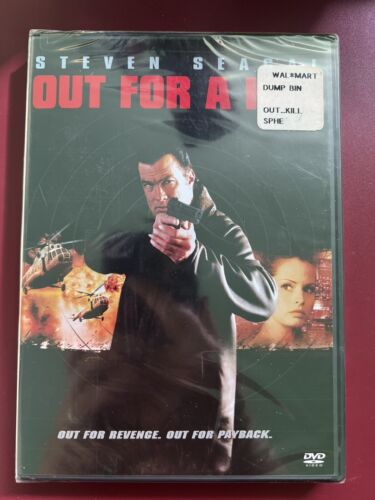 STEVEN SEAGAL
OUT FOR A K
WAL*MART
DUMP BIN
OUT...KILL
SPHE
OUT FOR REVENGE. OUT FOR PAYBACK.
DVD
VIDEO